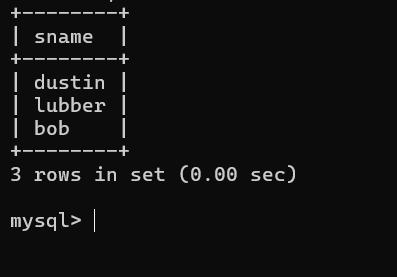 +--------+
| sname  |
+--------+
| dustin |
| lubber |
| bob    |
+--------+
3 rows in set (0.00 sec)
mysql>